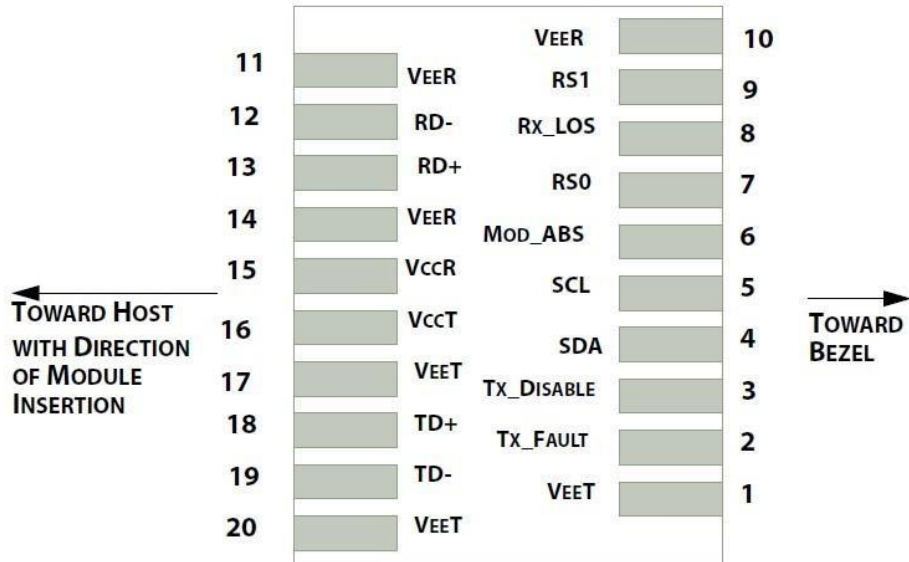 11 VEER
12 RD-
13 RD+
14 VEER
15 VCCR
16 VCCT
17 VEET
18 TD+
19 TD-
20 VEET
VEER 10
RS1 9
RX_LOS 8
RS0 7
MOD_ABS 6
SCL 5
SDA 4
TX_DISABLE 3
TX_FAULT 2
VEET 1
TOWARD HOST
WITH DIRECTION
OF MODULE
INSERTION
TOWARD
BEZEL